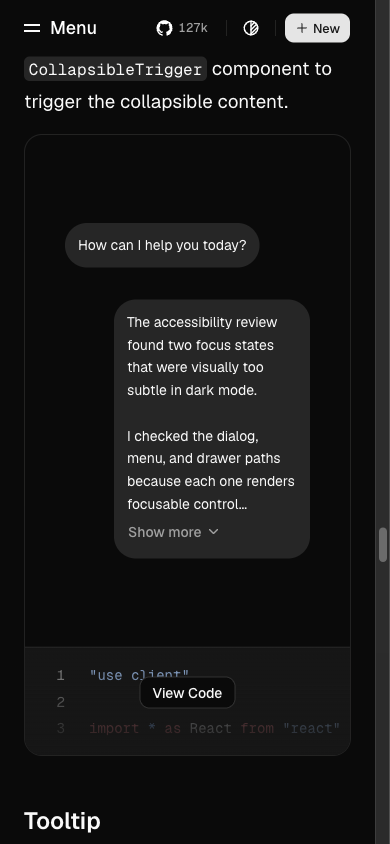 Menu
127k
+ New
CollapsibleTrigger component to
trigger the collapsible content.
How can I help you today?
The accessibility review
found two focus states
that were visually too
subtle in dark mode.
I checked the dialog,
menu, and drawer paths
because each one renders
focusable control...
Show more
1 "use client"
2
View Code
3 import * as React from "react"
Tooltip